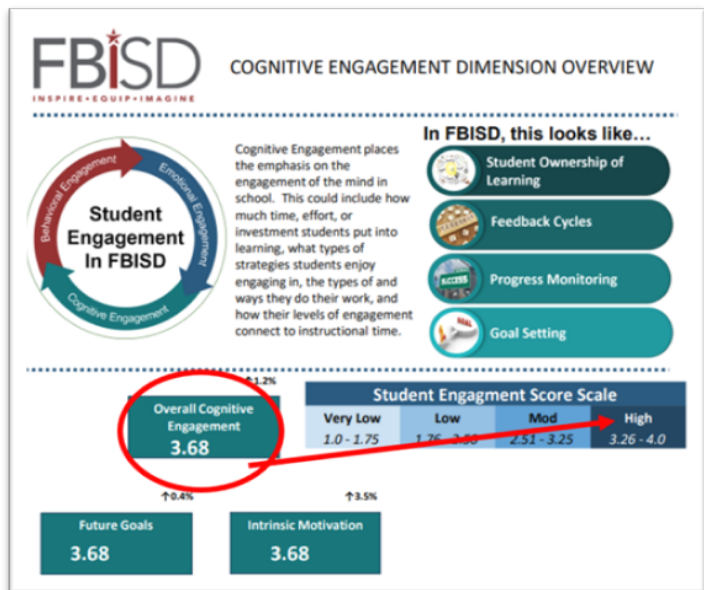 FBiSD
INSPIRE•EQUIP•IMAGINE
COGNITIVE ENGAGEMENT DIMENSION OVERVIEW
Behavioral Engagement
Emotional Engagement
Cognitive Engagement
Student
Engagement
In FBISD
Cognitive Engagement places
the emphasis on the
engagement of the mind in
school. This could include how
much time, effort, or
investment students put into
learning, what types of
strategies students enjoy
engaging in, the types of and
ways they do their work, and
how their levels of engagement
connect to instructional time.
In FBISD, this looks like...
Student Ownership of
Learning
Feedback Cycles
SUCCESS
Progress Monitoring
GOAL
Goal Setting
↑1.2%
Overall Cognitive
Engagement
3.68
Student Engagment Score Scale
Very Low Low Mod High
1.0 - 1.75 1.76 - 2.51 - 3.25 3.26 - 4.0
↑0.4%
Future Goals
3.68
↑3.5%
Intrinsic Motivation
3.68